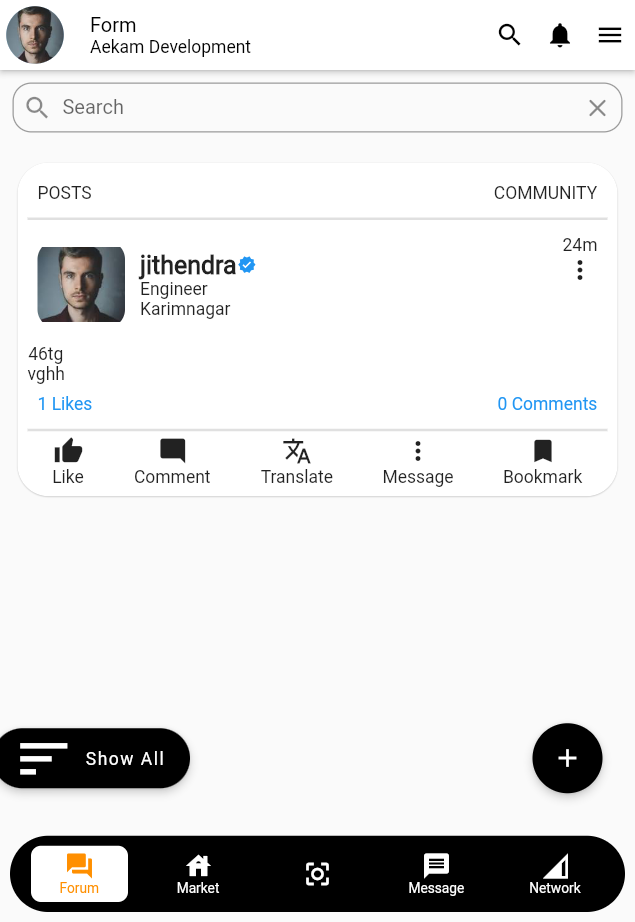 Form
Aekam Development
Search
POSTS
COMMUNITY
24m
jithendra
Engineer
Karimnagar
46tg
vghh
1 Likes
0 Comments
Like
Comment
Translate
Message
Bookmark
Show All
Forum
Market
Message
Network